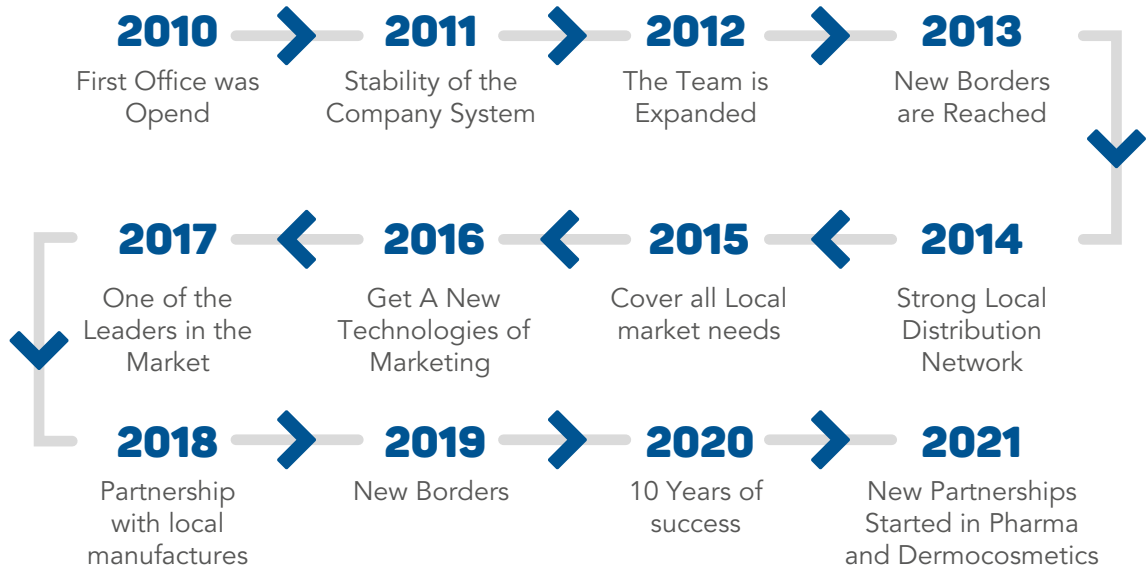 2010
First Office was
Opend
2011
Stability of the
Company System
2012
The Team is
Expanded
2013
New Borders
are Reached
2014
Strong Local
Distribution
Network
2015
Cover all Local
market needs
2016
Get A New
Technologies of
Marketing
2017
One of the
Leaders in the
Market
2018
Partnership
with local
manufactures
2019
New Borders
2020
10 Years of
success
2021
New Partnerships
Started in Pharma
and Dermocosmetics